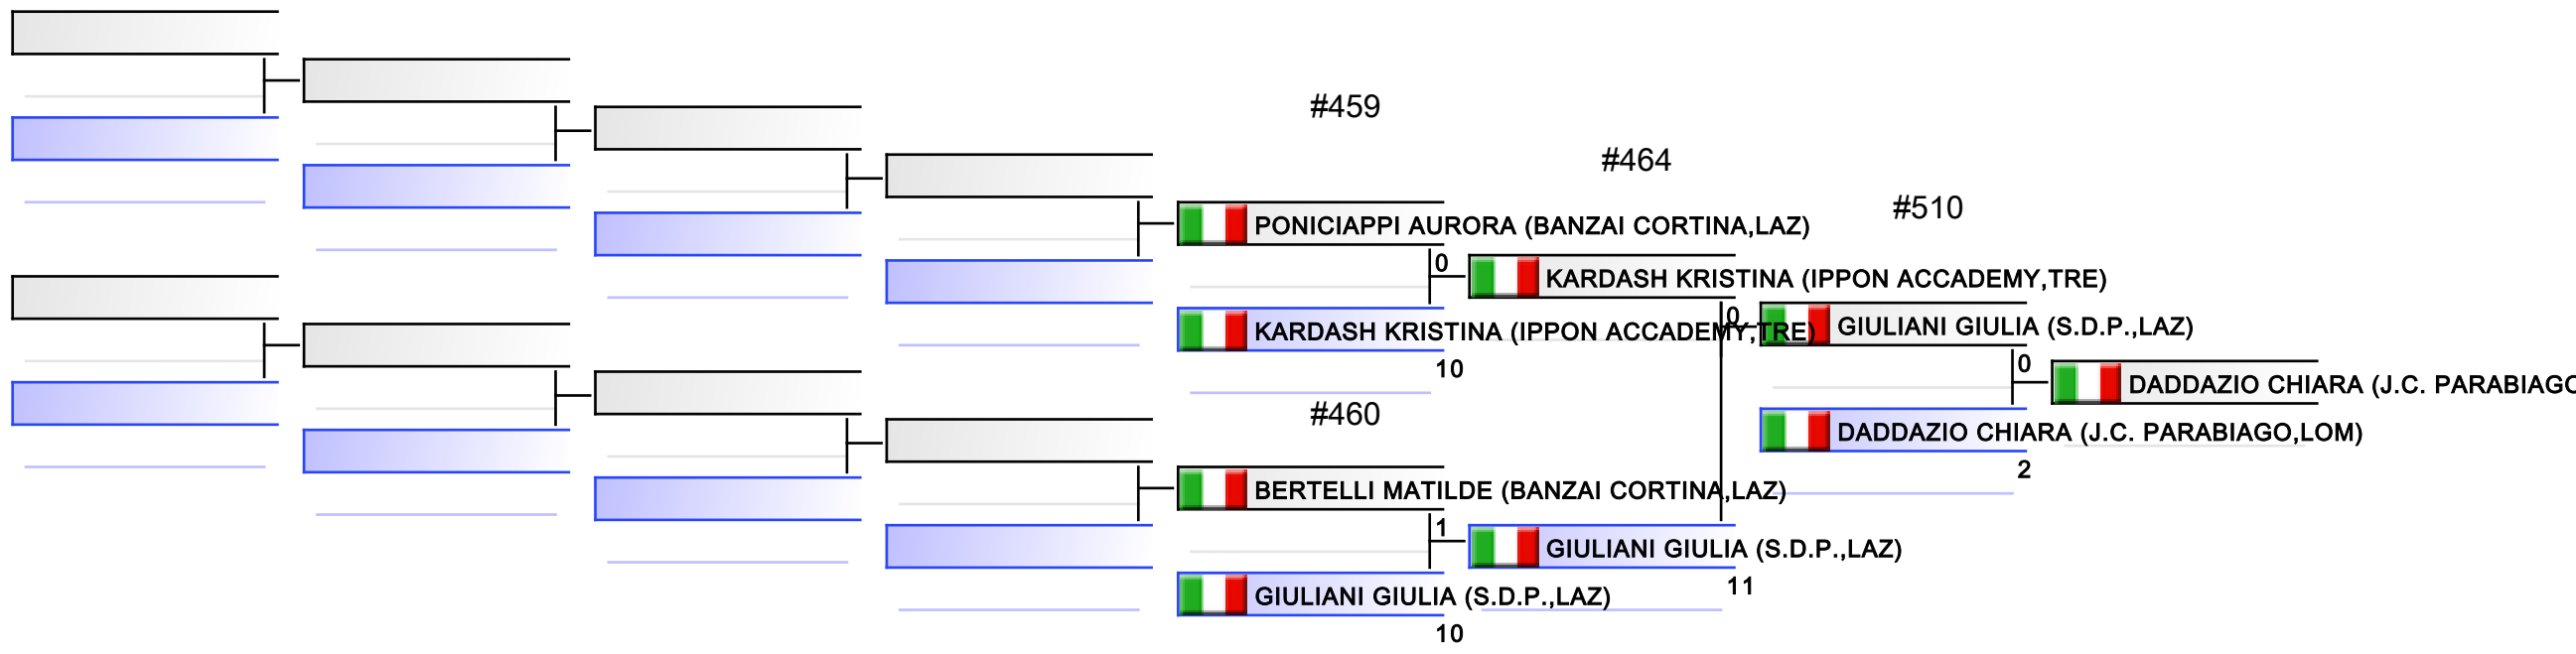 #459
#464
#510
PONICIAPPI AURORA (BANZAI CORTINA,LAZ)
0
KARDASH KRISTINA (IPPON ACCADEMY,TRE)
KARDASH KRISTINA (IPPON ACCADEMY,TRE)
10
0
GIULIANI GIULIA (S.D.P.,LAZ)
0
DADDAZIO CHIARA (J.C. PARABIAGO
DADDAZIO CHIARA (J.C. PARABIAGO,LOM)
2
#460
BERTELLI MATILDE (BANZAI CORTINA,LAZ)
1
GIULIANI GIULIA (S.D.P.,LAZ)
11
GIULIANI GIULIA (S.D.P.,LAZ)
10